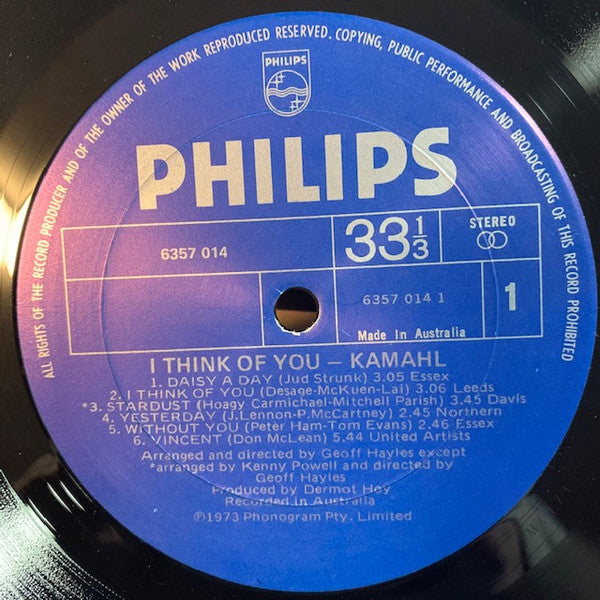 ALL RIGHTS OF THE RECORD PRODUCER AND OF THE OWNER OF THE WORK REPRODUCED RESERVED. COPYING, PUBLIC PERFORMANCE AND BROADCASTING OF THIS RECORD PROHIBITED
PHILIPS
PHILIPS
6357 014
33 1/3
STEREO
6357 014 1
1
Made In Australia
I THINK OF YOU – KAMAHL
1. DAISY A DAY (Jud Strunk) 3.05 Essex
2. I THINK OF YOU (Desage-McKuen-Lai) 3.06 Leeds
*3. STARDUST (Hoagy Carmichael-Mitchell Parish) 3.45 Davis
4. YESTERDAY (J.Lennon-P.McCartney) 2.45 Northern
5. WITHOUT YOU (Peter Ham-Tom Evans) 2.46 Essex
6. VINCENT (Don McLean) 5.44 United Artists
Arranged and directed by Geoff Hayles except
*arranged by Kenny Powell and directed by
Geoff Hayles
Produced by Dermot Hoy
Recorded in Australia
©1973 Phonogram Pty. Limited